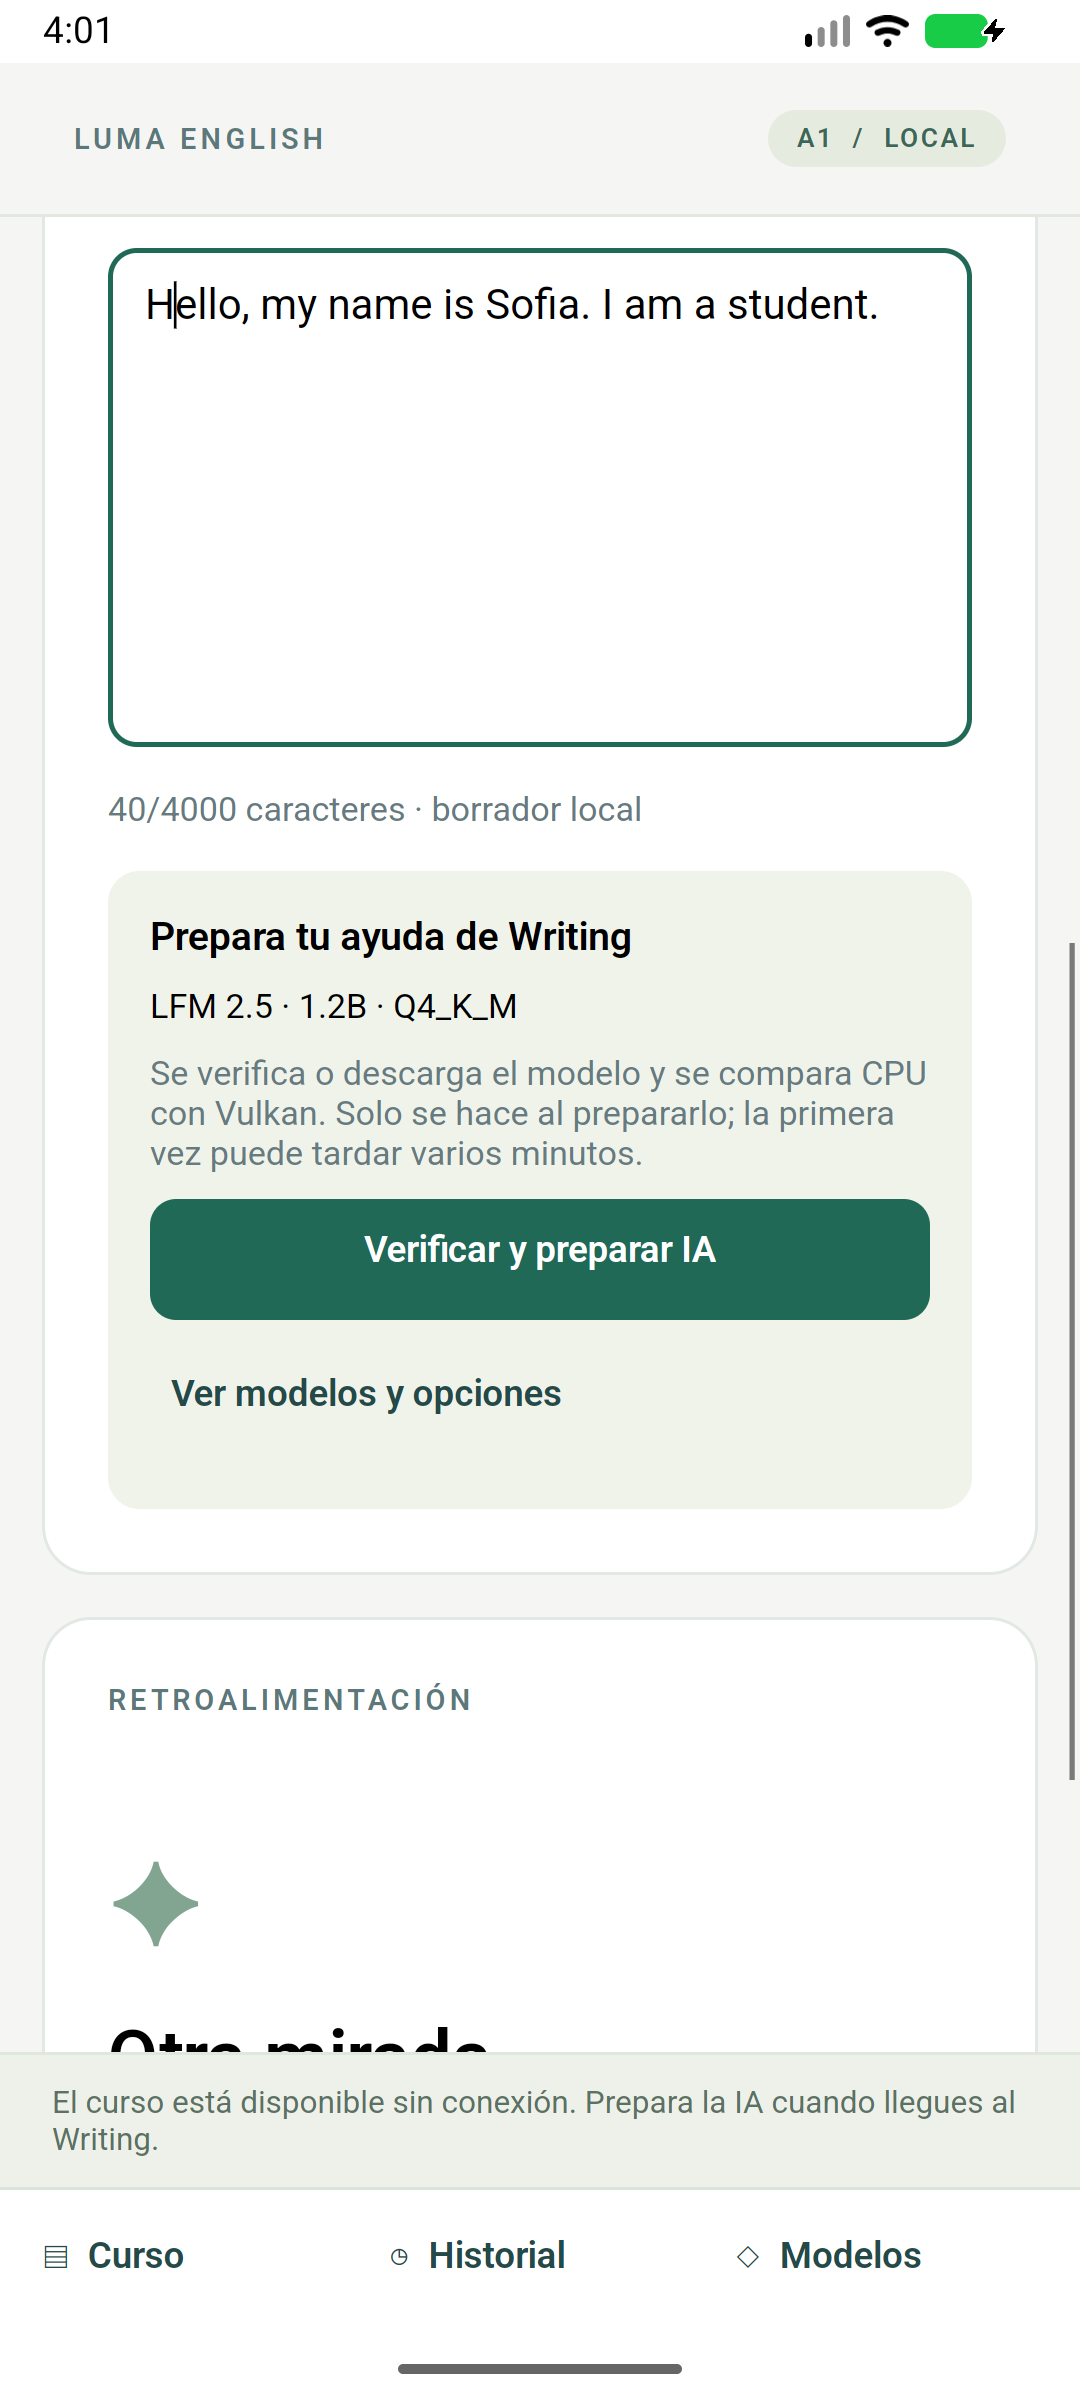 4:01
LUMA ENGLISH
A1 / LOCAL
Hello, my name is Sofia. I am a student.
40/4000 caracteres · borrador local
Prepara tu ayuda de Writing
LFM 2.5 · 1.2B · Q4_K_M
Se verifica o descarga el modelo y se compara CPU
con Vulkan. Solo se hace al prepararlo; la primera
vez puede tardar varios minutos.
Verificar y preparar IA
Ver modelos y opciones
RETROALIMENTACIÓN
Otra mirada
El curso está disponible sin conexión. Prepara la IA cuando llegues al
Writing.
Curso
Historial
Modelos